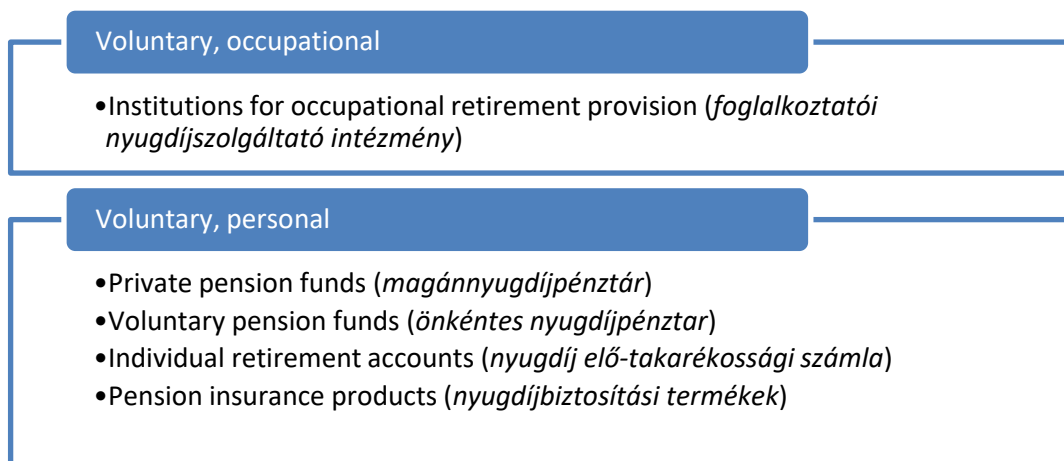 Voluntary, occupational
•Institutions for occupational retirement provision (foglalkoztatói
nyugdíjszolgáltató intézmény)
Voluntary, personal
•Private pension funds (magánnyugdíjpénztár)
•Voluntary pension funds (önkéntes nyugdíjpénztar)
•Individual retirement accounts (nyugdíj elő-takarékossági számla)
•Pension insurance products (nyugdíjbiztosítási termékek)